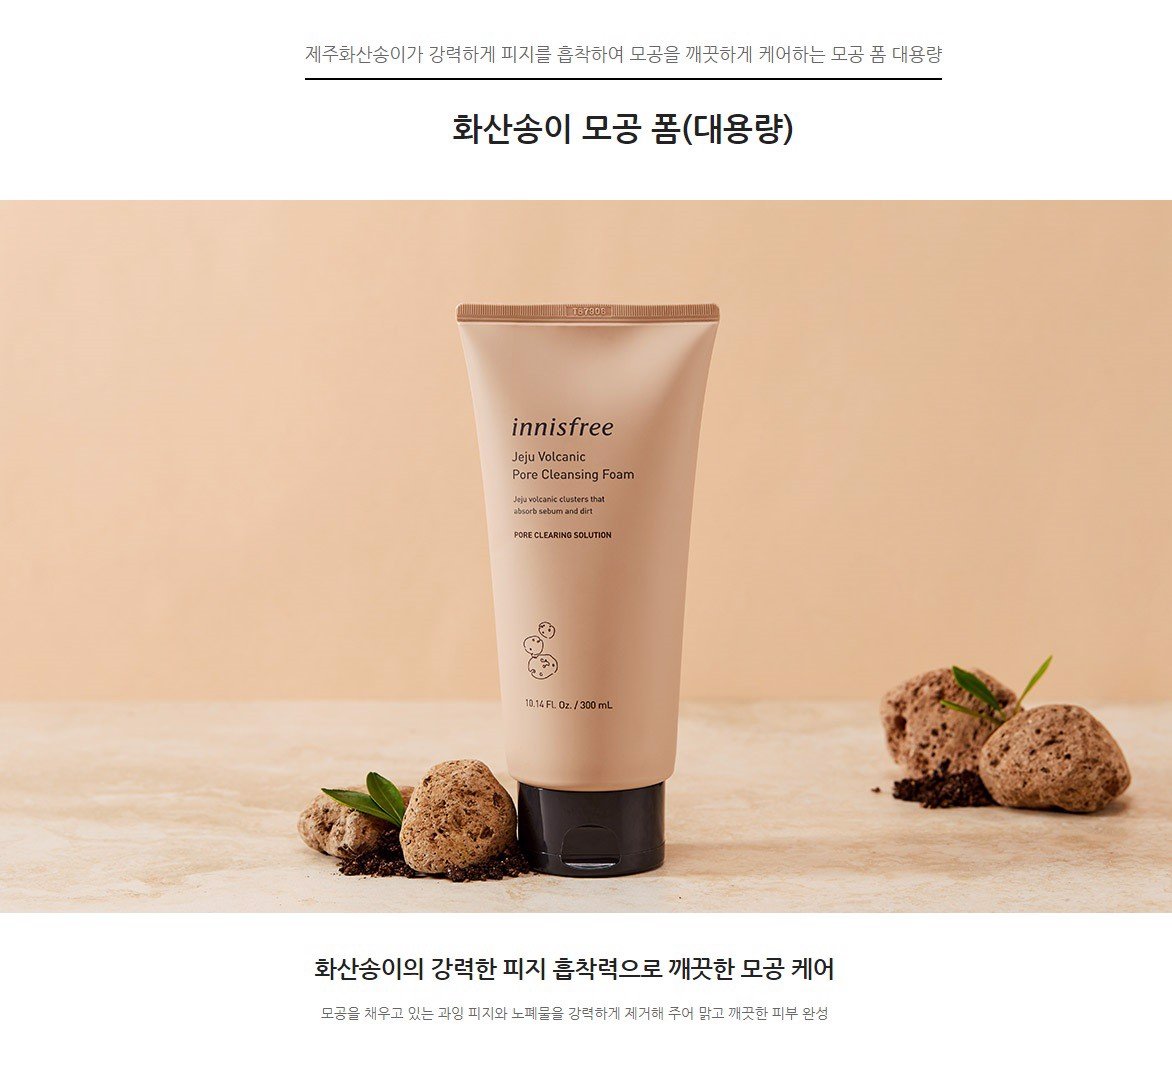 제주화산송이가 강력하게 피지를 흡착하여 모공을 깨끗하게 케어하는 모공 폼 대용량
화산송이 모공 폼(대용량)
T67906
innisfree
Jeju Volcanic
Pore Cleansing Foam
Jeju volcanic clusters that
absorb sebum and dirt
PORE CLEARING SOLUTION
10.14 FL. Oz. / 300 mL
화산송이의 강력한 피지 흡착력으로 깨끗한 모공 케어
모공을 채우고 있는 과잉 피지와 노폐물을 강력하게 제거해 주어 맑고 깨끗한 피부 완성